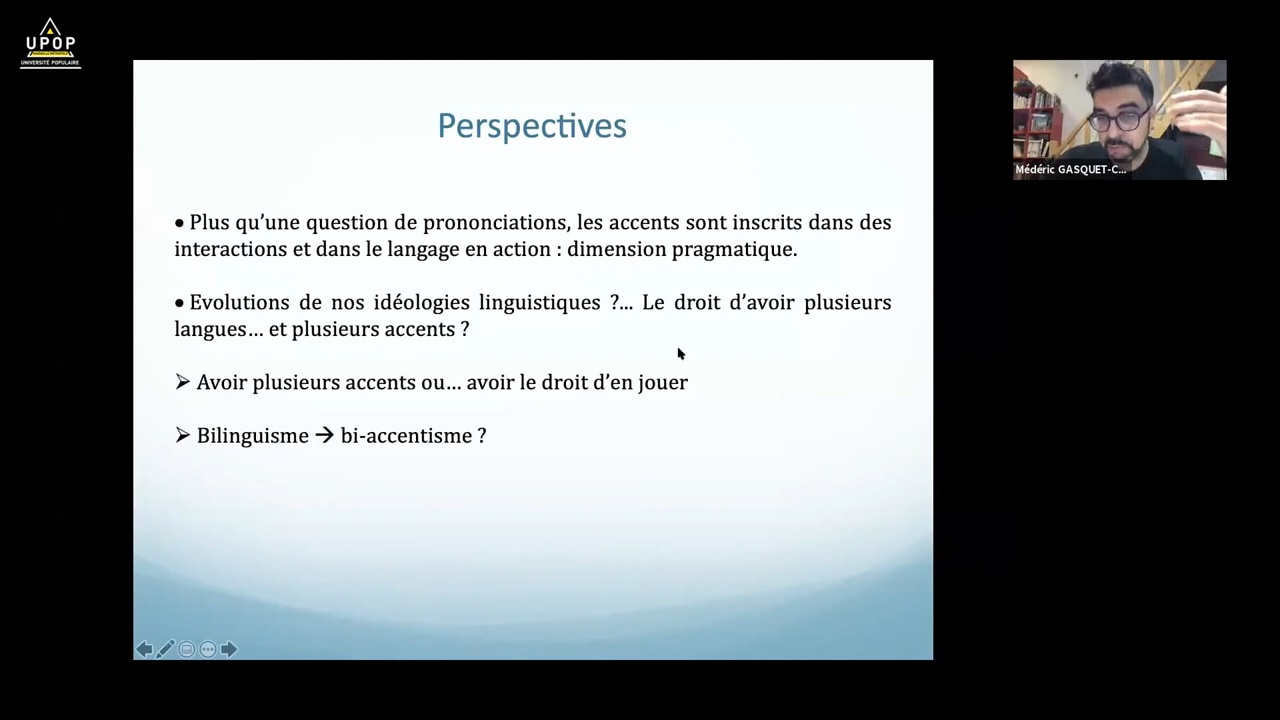 UPOP
UNIVERSITÉ POPULAIRE
Perspectives
• Plus qu’une question de prononciations, les accents sont inscrits dans des
interactions et dans le langage en action : dimension pragmatique.
• Evolutions de nos idéologies linguistiques ?... Le droit d’avoir plusieurs
langues… et plusieurs accents ?
➢ Avoir plusieurs accents ou… avoir le droit d’en jouer
➢ Bilinguisme → bi-accentisme ?
Médéric GASQUET-C...